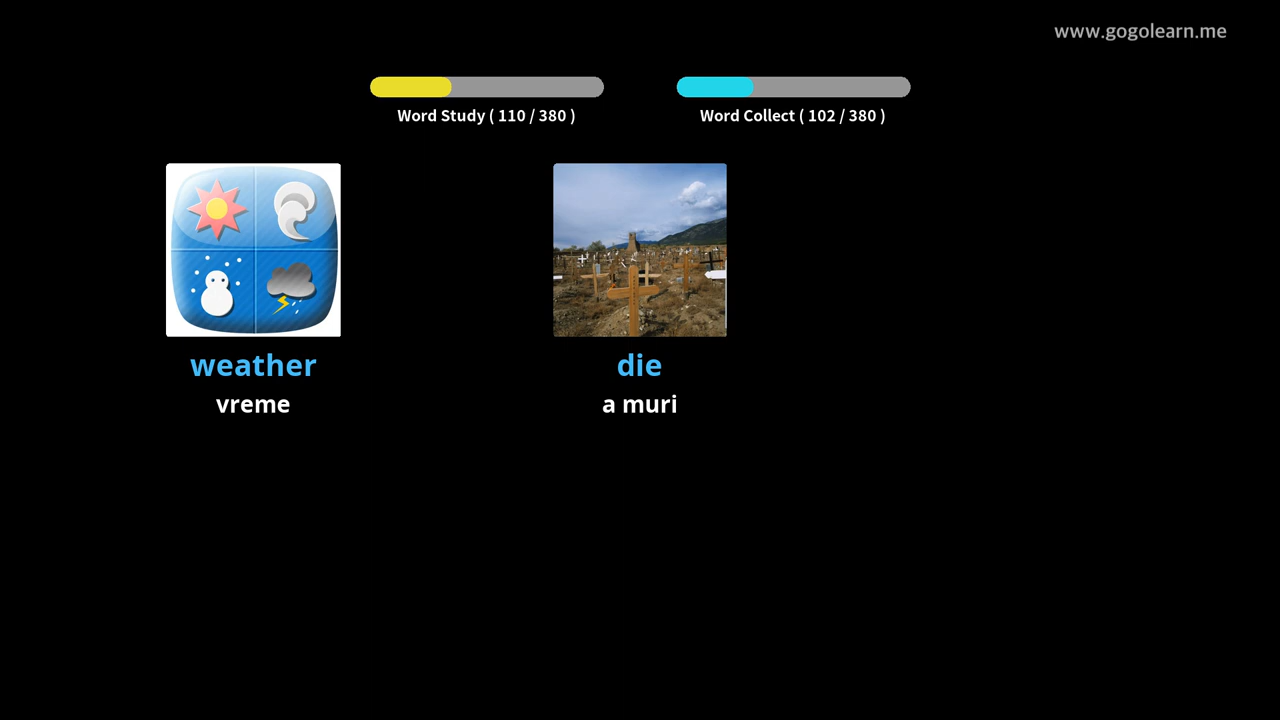 www.gogolearn.me
Word Study ( 110 / 380 )
Word Collect ( 102 / 380 )
weather
die
vreme
a muri